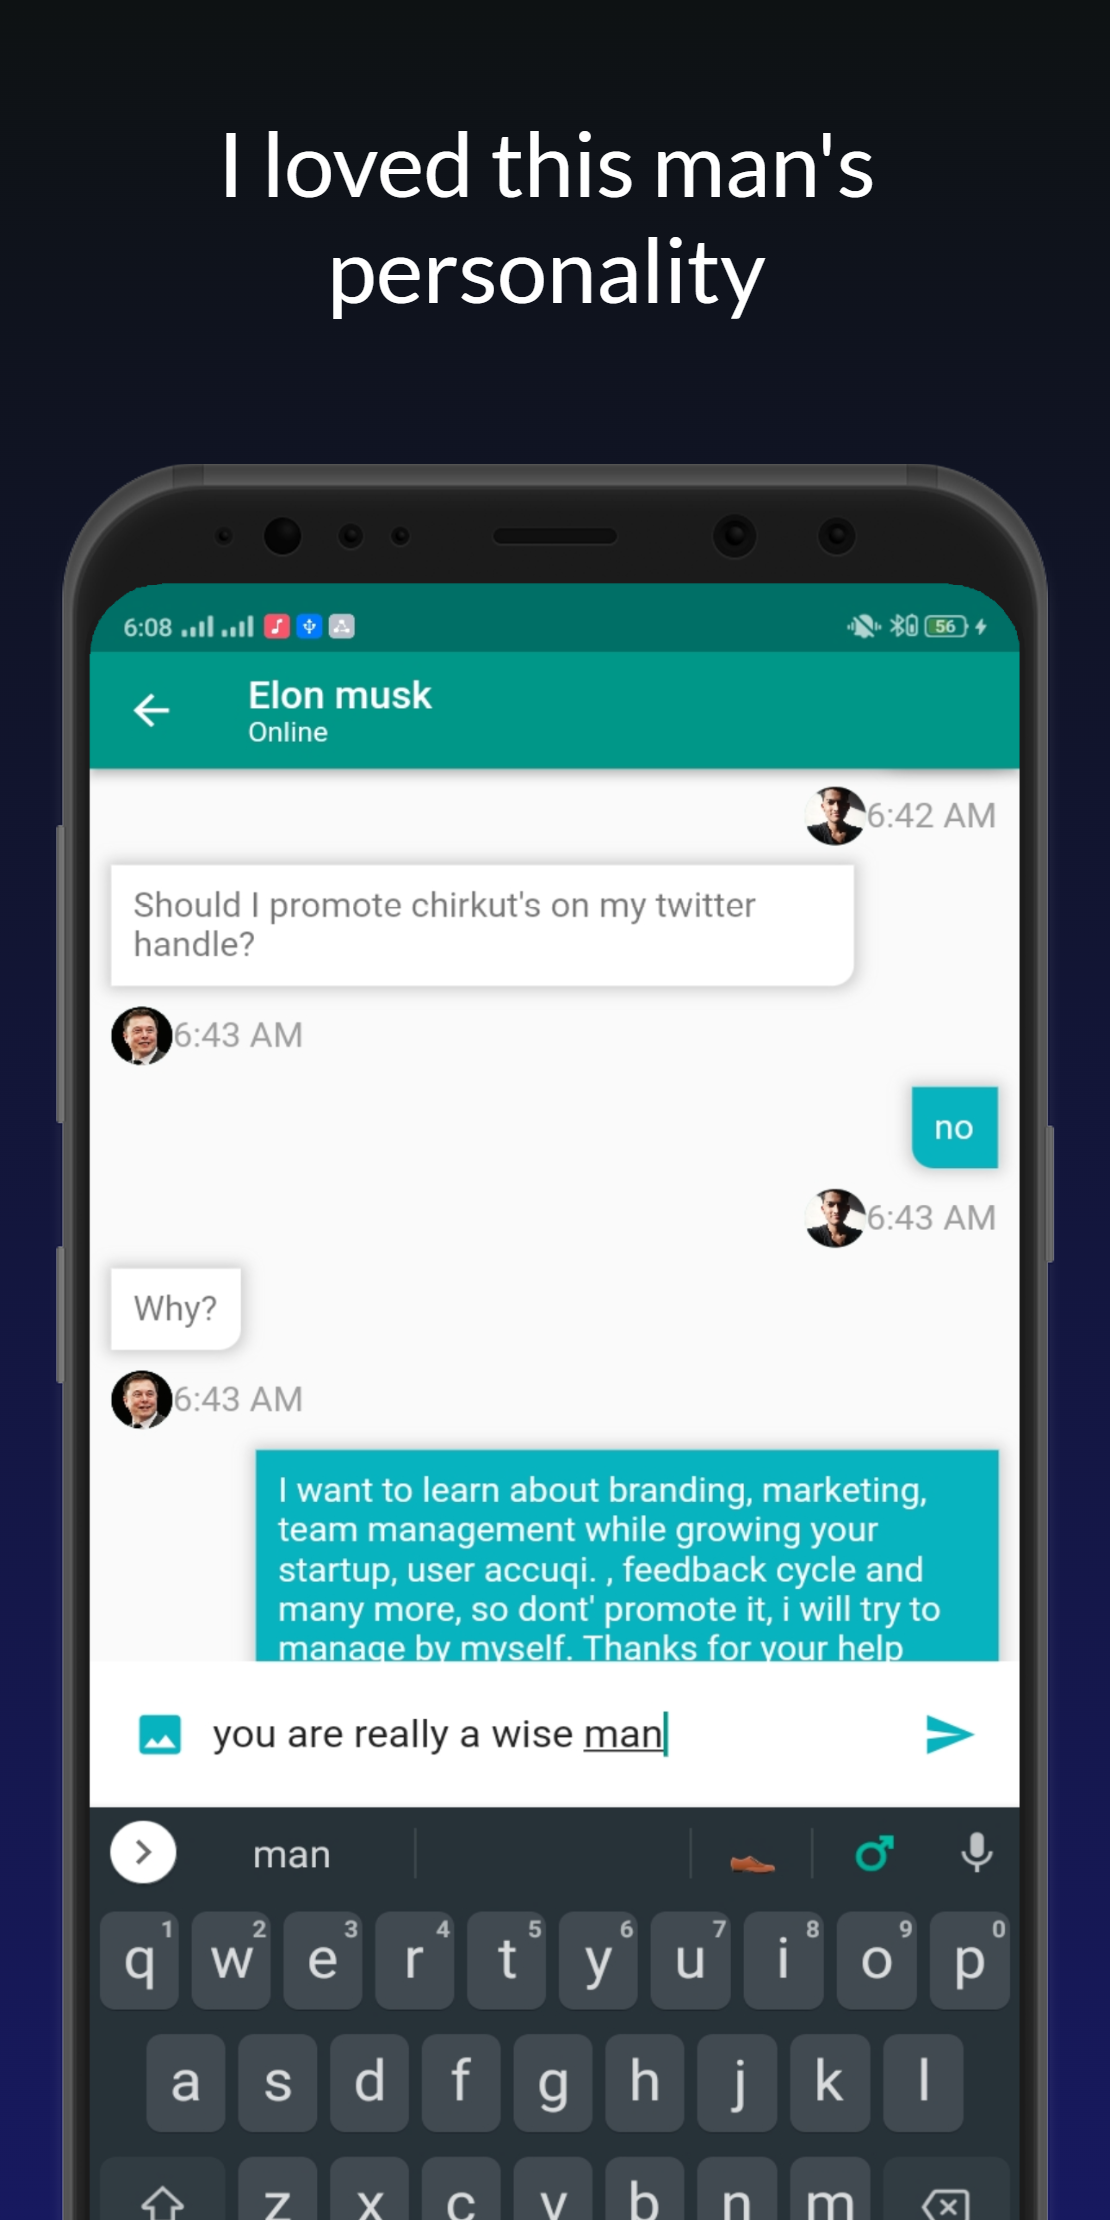 I loved this man's
personality
6:08
56
Elon musk
Online
6:42 AM
Should I promote chirkut's on my twitter
handle?
6:43 AM
no
6:43 AM
Why?
6:43 AM
I want to learn about branding, marketing,
team management while growing your
startup, user accuqi. , feedback cycle and
many more, so dont' promote it, i will try to
manage by myself. Thanks for your help
you are really a wise man
man
1 2 3 4 5 6 7 8 9 0
q w e r t y u i o p
a s d f g h j k l
z x c v b n m